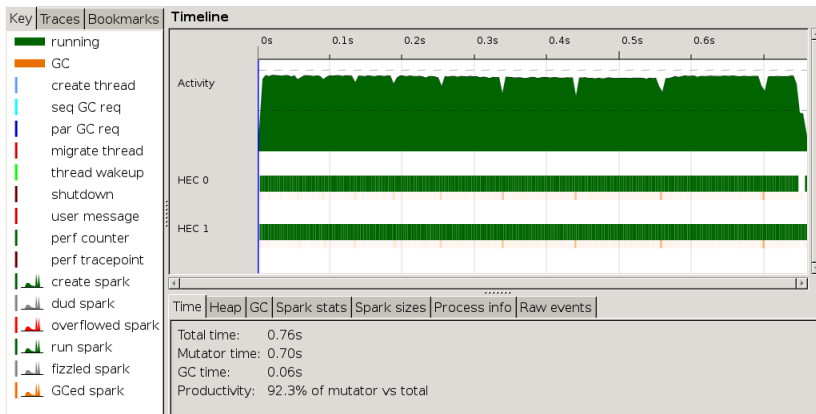 Key Traces Bookmarks
running
GC
create thread
seq GC req
par GC req
migrate thread
thread wakeup
shutdown
user message
perf counter
perf tracepoint
create spark
dud spark
overflowed spark
run spark
fizzled spark
GCed spark
Timeline
0s 0.1s 0.2s 0.3s 0.4s 0.5s 0.6s
Activity
HEC 0
HEC 1
Time Heap GC Spark stats Spark sizes Process info Raw events
Total time: 0.76s
Mutator time: 0.70s
GC time: 0.06s
Productivity: 92.3% of mutator vs total